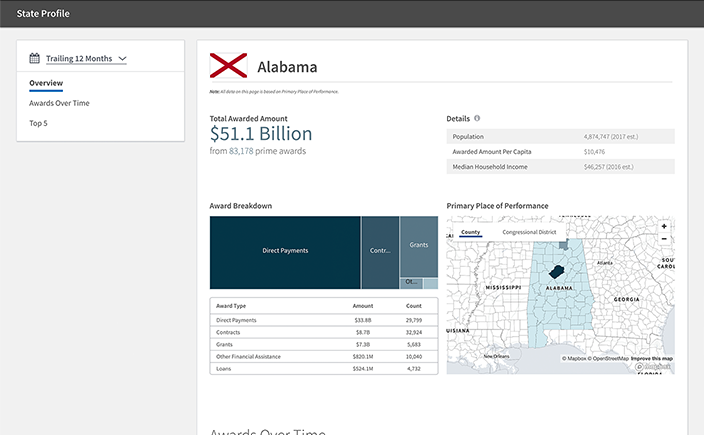 State Profile
Trailing 12 Months
Overview
Awards Over Time
Top 5
Alabama
Note: All data on this page is based on Primary Place of Performance.
Total Awarded Amount
$51.1 Billion
from 83,178 prime awards
Details
Population 4,874,747 (2017 est.)
Awarded Amount Per Capita $10,476
Median Household Income $46,257 (2016 est.)
Award Breakdown
Direct Payments
Contr...
Grants
Ot...
Award Type Amount Count
Direct Payments $33.8B 29,799
Contracts $8.7B 32,924
Grants $7.3B 5,683
Other Financial Assistance $820.1M 10,040
Loans $524.1M 4,732
Primary Place of Performance
County Congressional District
+
−
TENNESSEE
Atlanta
SOUTH
CAROL
MISSISSIPPI
ALABAMA
GEORGIA
UISIANA
New Orleans
© Mapbox © OpenStreetMap Improve this map
mapbox
FLORIDA
Awards Over Time